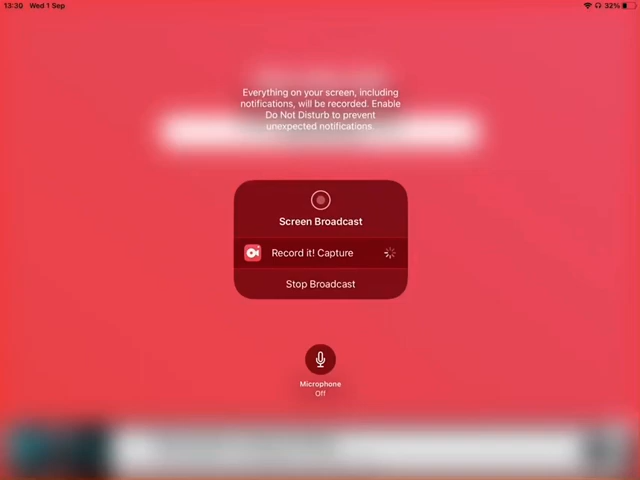 13:30 Wed 1 Sep 32%
Everything on your screen, including
notifications, will be recorded. Enable
Do Not Disturb to prevent
unexpected notifications.
Screen Broadcast
Record it! Capture
Stop Broadcast
Microphone
Off